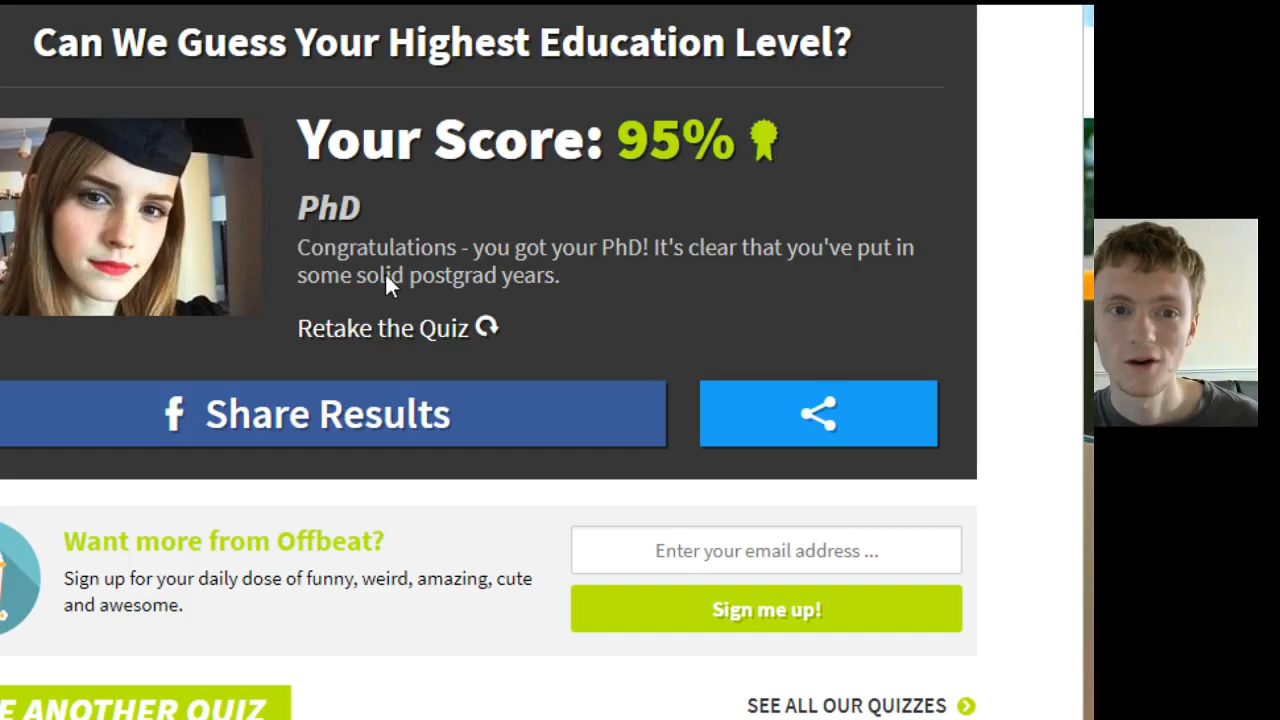 Can We Guess Your Highest Education Level?
Your Score: 95%
PhD
Congratulations - you got your PhD! It's clear that you've put in
some solid postgrad years.
Retake the Quiz
f Share Results
Want more from Offbeat?
Sign up for your daily dose of funny, weird, amazing, cute
and awesome.
Enter your email address ...
Sign me up!
E ANOTHER QUIZ
SEE ALL OUR QUIZZES